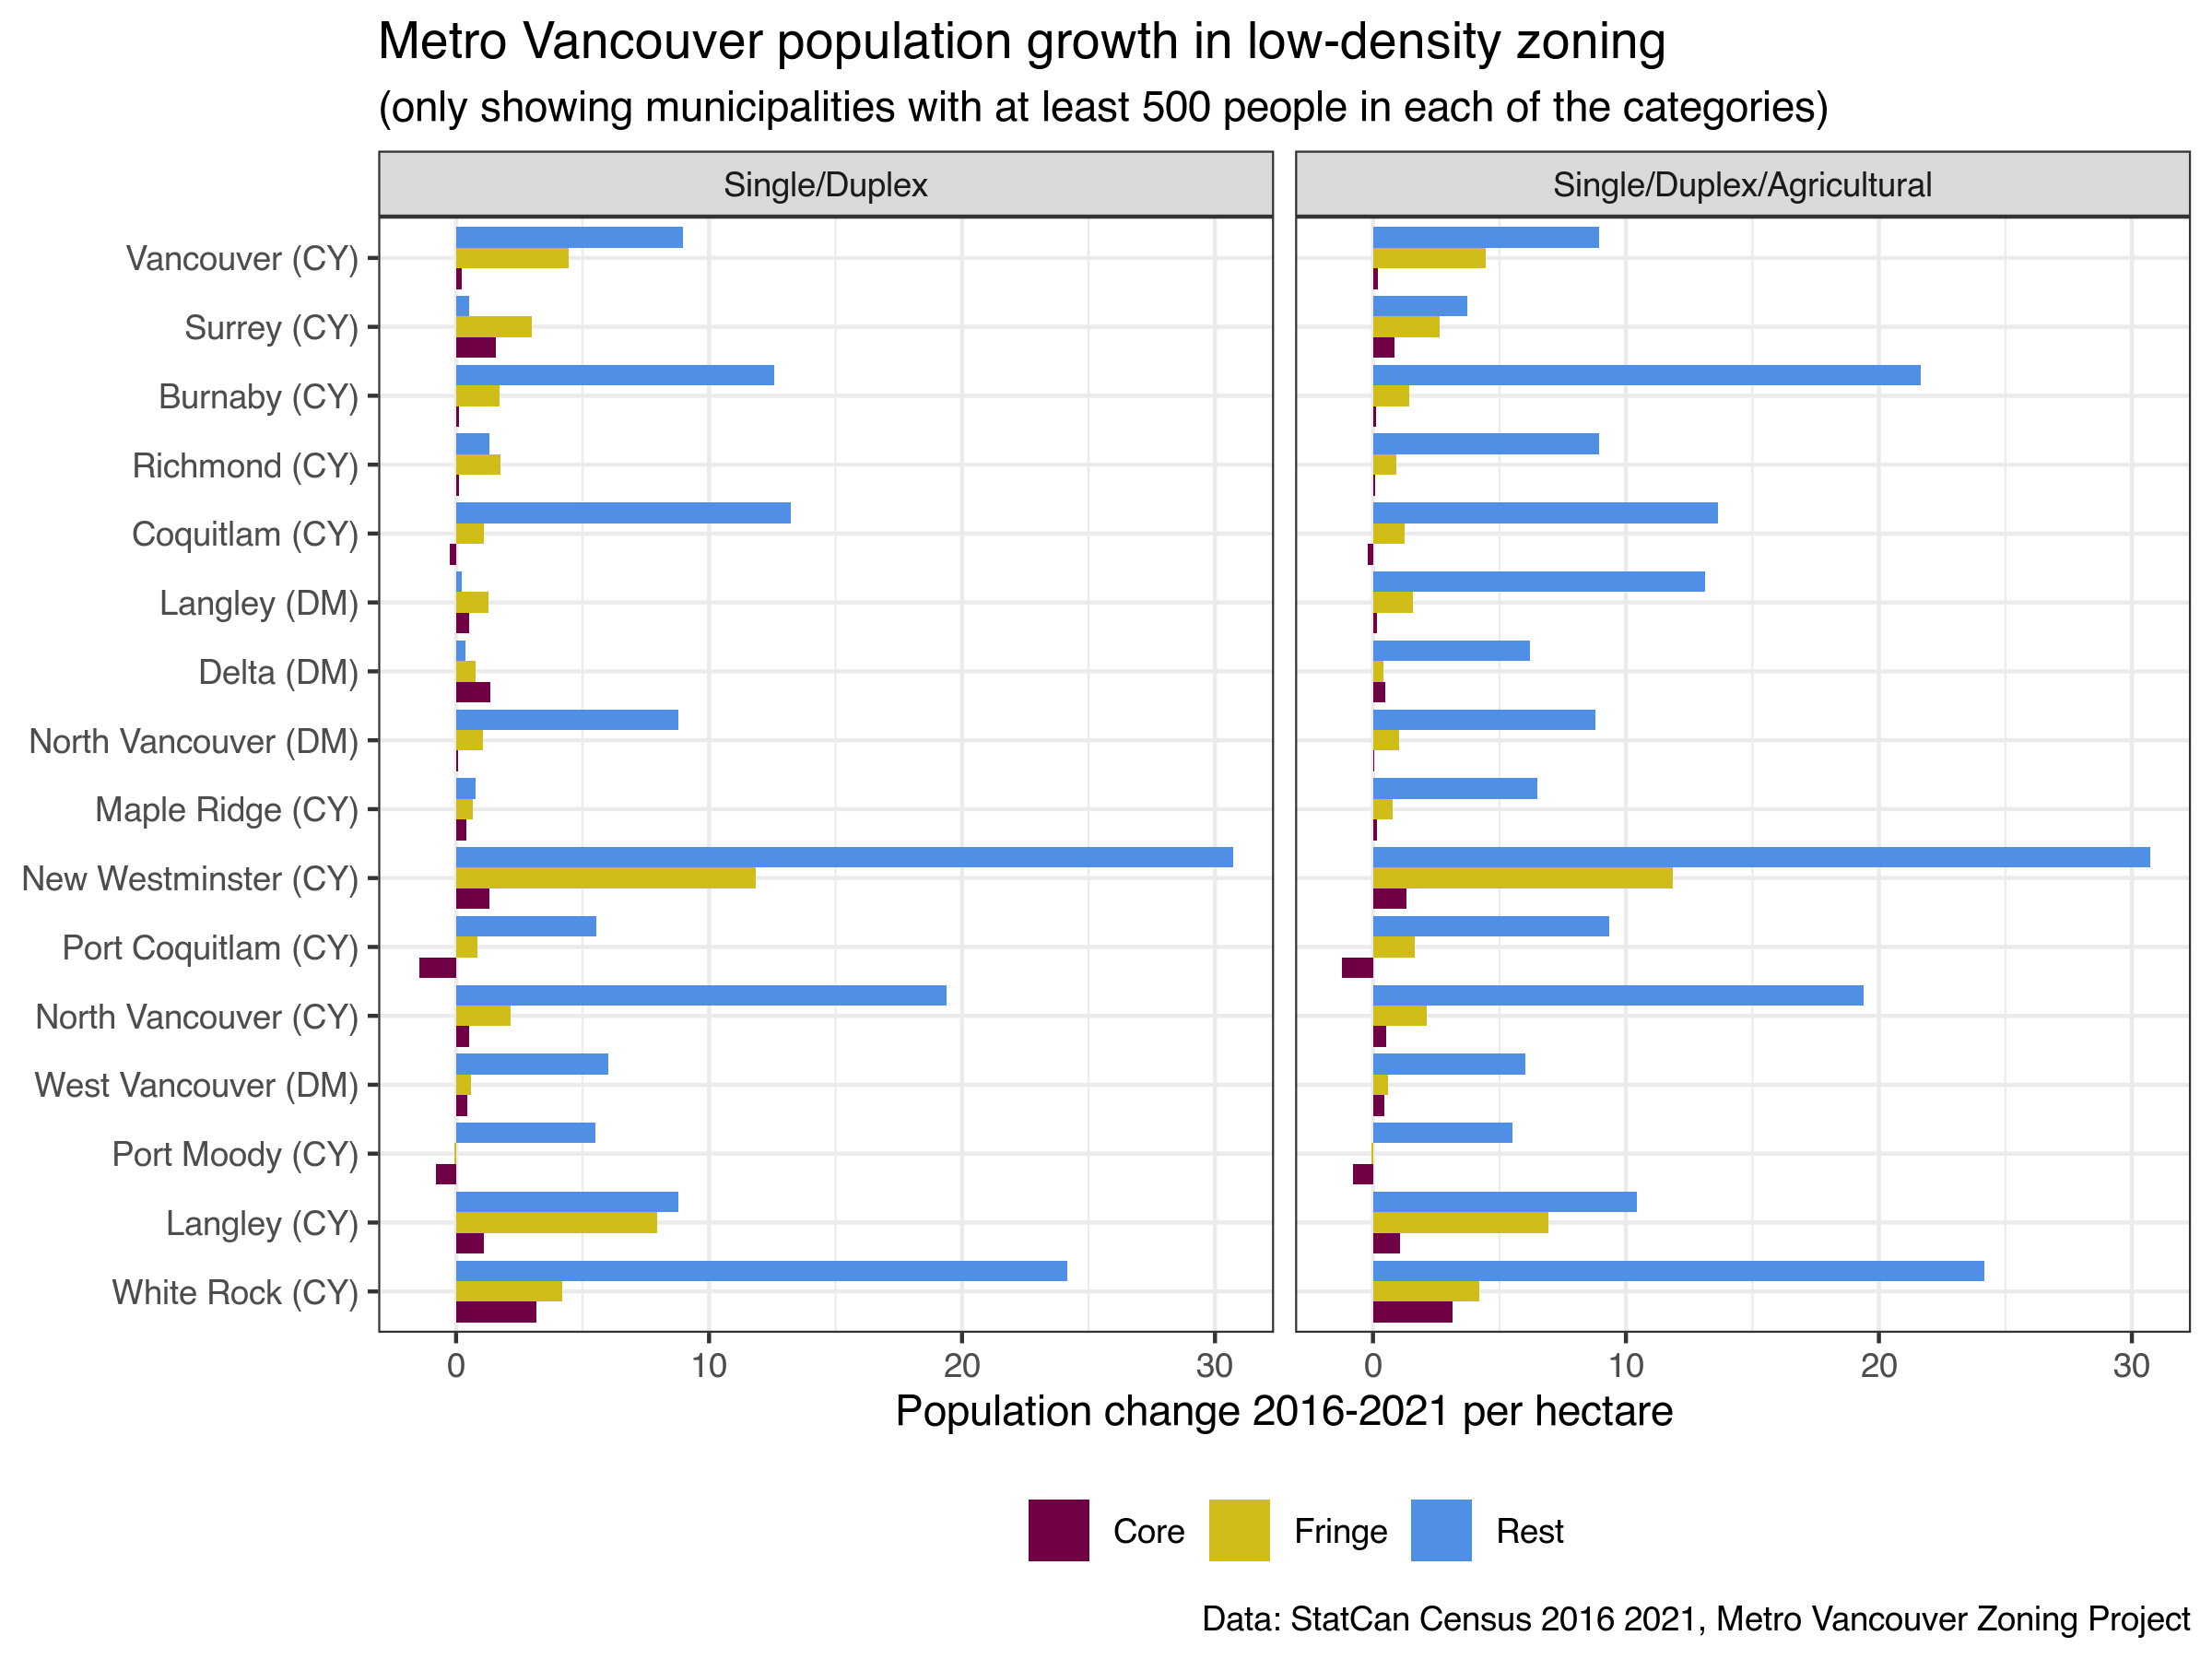 Metro Vancouver population growth in low-density zoning
(only showing municipalities with at least 500 people in each of the categories)
Single/Duplex
Single/Duplex/Agricultural
Vancouver (CY)
Surrey (CY)
Burnaby (CY)
Richmond (CY)
Coquitlam (CY)
Langley (DM)
Delta (DM)
North Vancouver (DM)
Maple Ridge (CY)
New Westminster (CY)
Port Coquitlam (CY)
North Vancouver (CY)
West Vancouver (DM)
Port Moody (CY)
Langley (CY)
White Rock (CY)
0 10 20 30
0 10 20 30
Population change 2016-2021 per hectare
Core Fringe Rest
Data: StatCan Census 2016 2021, Metro Vancouver Zoning Project